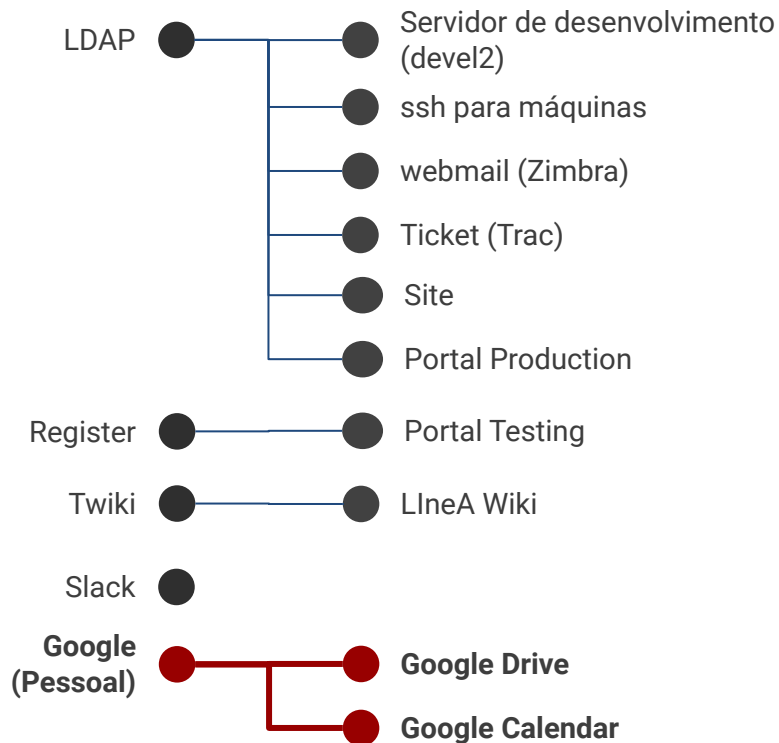 LDAP
Servidor de desenvolvimento
(devel2)
ssh para máquinas
webmail (Zimbra)
Ticket (Trac)
Site
Portal Production
Register
Portal Testing
Twiki
LIneA Wiki
Slack
Google
(Pessoal)
Google Drive
Google Calendar